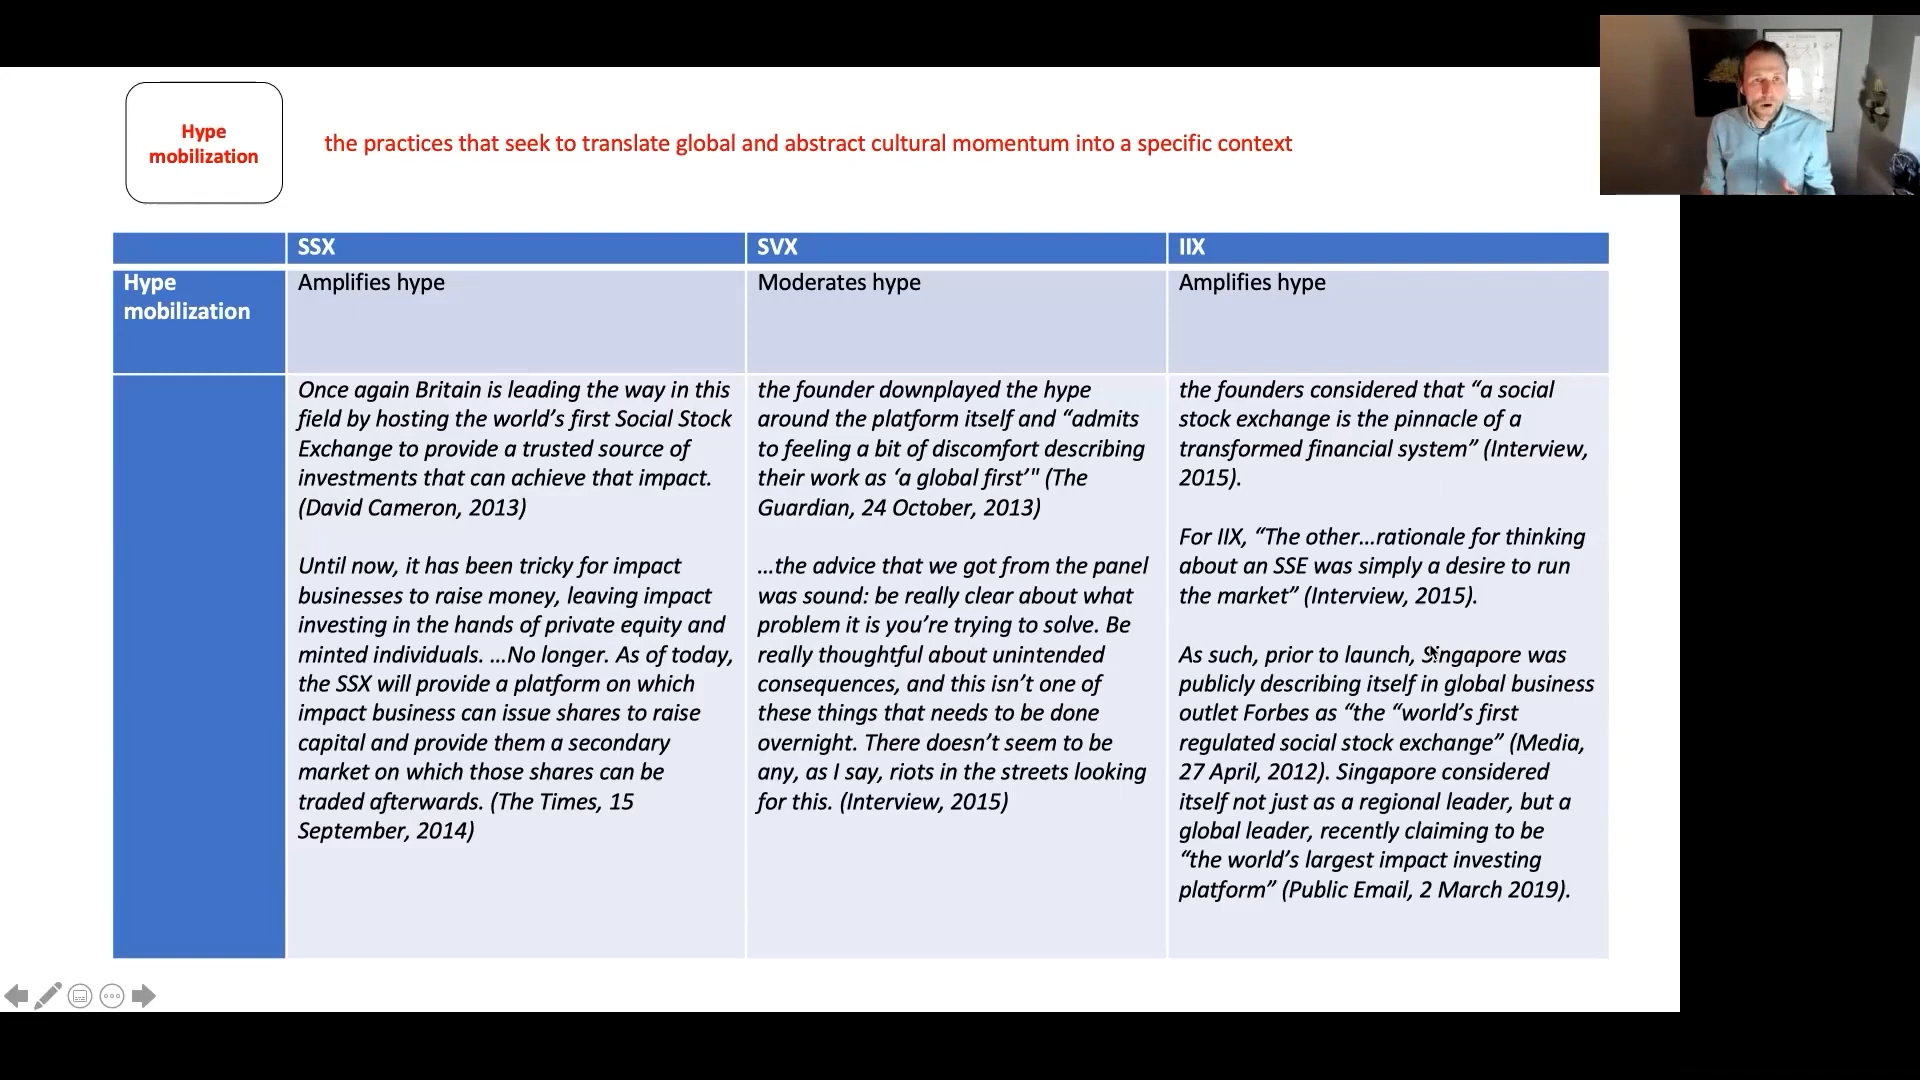 Hype
mobilization
the practices that seek to translate global and abstract cultural momentum into a specific context
SSX
SVX
IIX
Hype
mobilization
Amplifies hype
Moderates hype
Amplifies hype
Once again Britain is leading the way in this
field by hosting the world’s first Social Stock
Exchange to provide a trusted source of
investments that can achieve that impact.
(David Cameron, 2013)
Until now, it has been tricky for impact
businesses to raise money, leaving impact
investing in the hands of private equity and
minted individuals. …No longer. As of today,
the SSX will provide a platform on which
impact business can issue shares to raise
capital and provide them a secondary
market on which those shares can be
traded afterwards. (The Times, 15
September, 2014)
the founder downplayed the hype
around the platform itself and “admits
to feeling a bit of discomfort describing
their work as ‘a global first’" (The
Guardian, 24 October, 2013)
…the advice that we got from the panel
was sound: be really clear about what
problem it is you’re trying to solve. Be
really thoughtful about unintended
consequences, and this isn’t one of
these things that needs to be done
overnight. There doesn’t seem to be
any, as I say, riots in the streets looking
for this. (Interview, 2015)
the founders considered that “a social
stock exchange is the pinnacle of a
transformed financial system” (Interview,
2015).
For IIX, “The other…rationale for thinking
about an SSE was simply a desire to run
the market” (Interview, 2015).
As such, prior to launch, Singapore was
publicly describing itself in global business
outlet Forbes as “the “world’s first
regulated social stock exchange” (Media,
27 April, 2012). Singapore considered
itself not just as a regional leader, but a
global leader, recently claiming to be
“the world’s largest impact investing
platform” (Public Email, 2 March 2019).